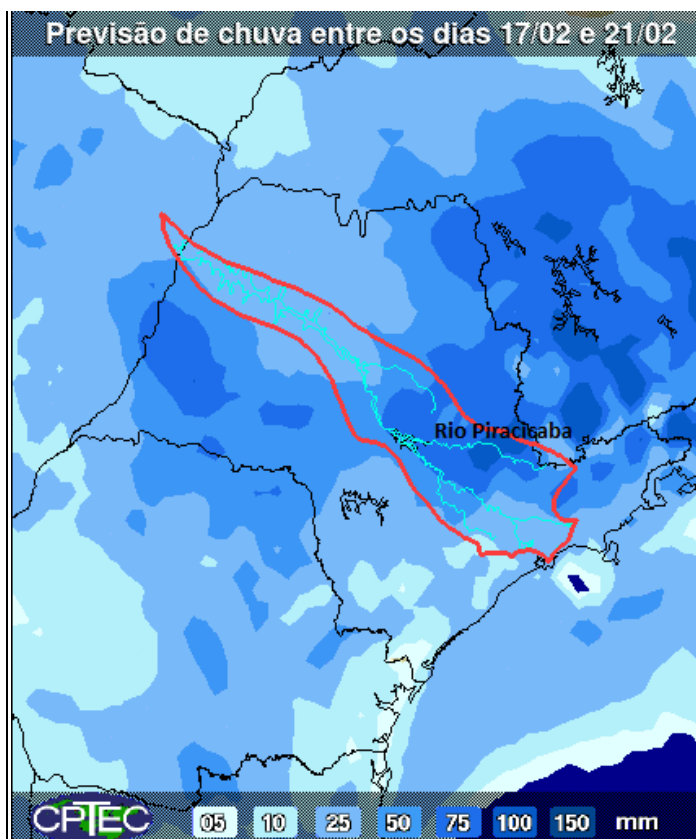 Previsão de chuva entre os dias 17/02 e 21/02
Rio Piracicaba
CPTEC 05 10 25 50 75 100 150 mm